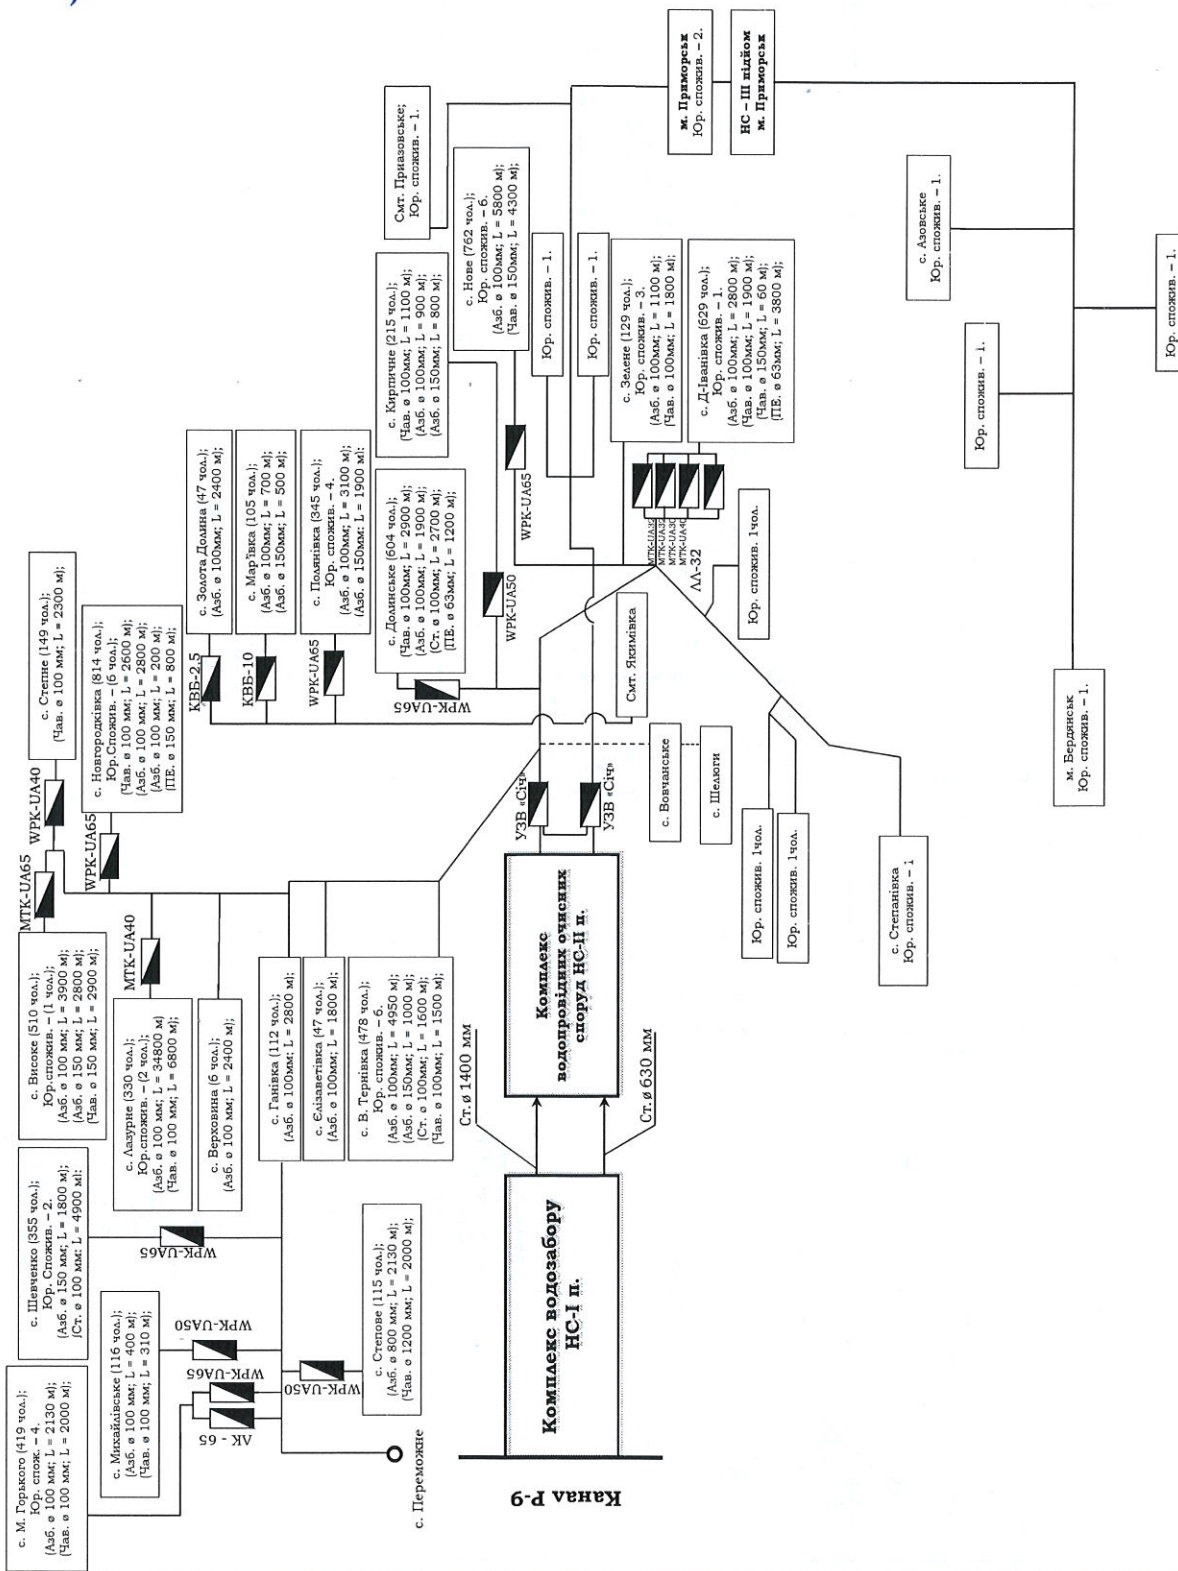 с. М. Горького (419 чол.);
Юр. спож. – 4.
(Азб. ø 100 мм; L = 2130 м);
(Чав. ø 100 мм; L = 2000 м);
с. Михайлівське (116 чол.);
(Азб. ø 100 мм; L = 400 м);
(Чав. ø 100 мм; L = 310 м);
с. Шевченко (355 чол.);
Юр. Спожив. – 2.
(Азб. ø 150 мм; L = 1800 м);
(Ст. ø 100 мм: L = 4900 м);
с. Високе (510 чол.);
Юр.спожив. – (1 чол.);
(Азб. ø 100 мм; L = 3900 м);
(Азб. ø 150 мм; L = 2800 м);
(Чав. ø 150 мм; L = 2900 м);
с. Лазурне (330 чол.);
Юр.спожив. – (2 чол.);
(Азб. ø 100 мм; L = 34800 м)
(Чав. ø 100 мм; L = 6800 м);
с. Верховина (6 чол.);
(Азб. ø 100 мм; L = 2400 м);
с. Степне (149 чол.);
(Чав. ø 100 мм; L = 2300 м);
с. Новгородківка (814 чол.);
Юр.Спожив. – (6 чол.);
(Чав. ø 100 мм; L = 2600 м);
(Азб. ø 100 мм; L = 2800 м);
(Азб. ø 100 мм; L = 200 м);
(ПЕ. ø 150 мм; L = 800 м);
МТК-UA65
WPK-UA40
WPK-UA65
МТК-UA40
WPK-UA65
WPK-UA50
WPK-UA65
ЛК - 65
WPK-UA50
с. Степове (115 чол.);
(Азб. ø 800 мм; L = 2130 м);
(Чав. ø 1200 мм; L = 2000 м);
с. Переможне
с. Ганівка (112 чол.);
(Азб. ø 100мм; L = 2800 м);
с. Єлізаветівка (47 чол.);
(Азб. ø 100мм; L = 1800 м);
с. В. Тернівка (478 чол.);
Юр. спожив. – 6.
(Азб. ø 100мм; L = 4950 м);
(Азб. ø 150мм; L = 1000 м);
(Ст. ø 100мм; L = 1600 м);
(Чав. ø 100мм; L = 1500 м);
с. Золота Долина (47 чол.);
(Азб. ø 100мм; L = 2400 м);
с. Мар'ївка (105 чол.);
(Азб. ø 100мм; L = 700 м);
(Азб. ø 150мм; L = 500 м);
с. Полянівка (345 чол.);
Юр. спожив. – 4.
(Азб. ø 100мм; L = 3100 м);
(Азб. ø 150мм; L = 1900 м);
КВБ-2,5
КВБ-10
WPK-UA65
с. Долинське (604 чол.);
(Чав. ø 100мм; L = 2900 м);
(Азб. ø 100мм; L = 1900 м);
(Ст. ø 100мм; L = 2700 м);
(ПЕ. ø 63мм; L = 1200 м);
WPK-UA65
с. Кирпичне (215 чол.);
(Чав. ø 100мм; L = 1100 м);
(Азб. ø 100мм; L = 900 м);
(Азб. ø 150мм; L = 800 м);
WPK-UA50
Смт. Приазовське;
Юр. спожив. – 1.
с. Нове (762 чол.);
Юр. спожив. – 6.
(Азб. ø 100мм; L = 5800 м);
(Чав. ø 150мм; L = 4300 м);
WPK-UA65
Юр. спожив. – 1.
Юр. спожив. – 1.
с. Зелене (129 чол.);
Юр. спожив. – 3.
(Азб. ø 100мм; L = 1100 м);
(Чав. ø 100мм; L = 1800 м);
с. Д-Іванівка (629 чол.);
Юр. спожив. – 1.
(Азб. ø 100мм; L = 2800 м);
(Чав. ø 100мм; L = 1900 м);
(Чав. ø 150мм; L = 60 м);
(ПЕ. ø 63мм; L = 3800 м);
МТК-UA32
МТК-UA32
МТК-UA30
МТК-UA40
ЛЛ-32
Юр. спожив. 1чол.
Смт. Якимівка
с. Вовчанське
с. Шелюги
УЗВ «Січ»
УЗВ «Січ»
Комплекс
водопровідних очисних
споруд НС-ІІ п.
Ст. ø 1400 мм
Ст. ø 630 мм
Комплекс водозабору
НС-І п.
Канал Р-9
Юр. спожив. 1чол.
Юр. спожив. 1чол.
с. Степанівка
Юр. спожив. – 1
м. Приморськ
Юр. спожив. – 2.
НС – ІІІ підйом
м. Приморськ
с. Азовське
Юр. спожив. – 1.
Юр. спожив. – 1.
Юр. спожив. – 1.
м. Бердянськ
Юр. спожив. – 1.